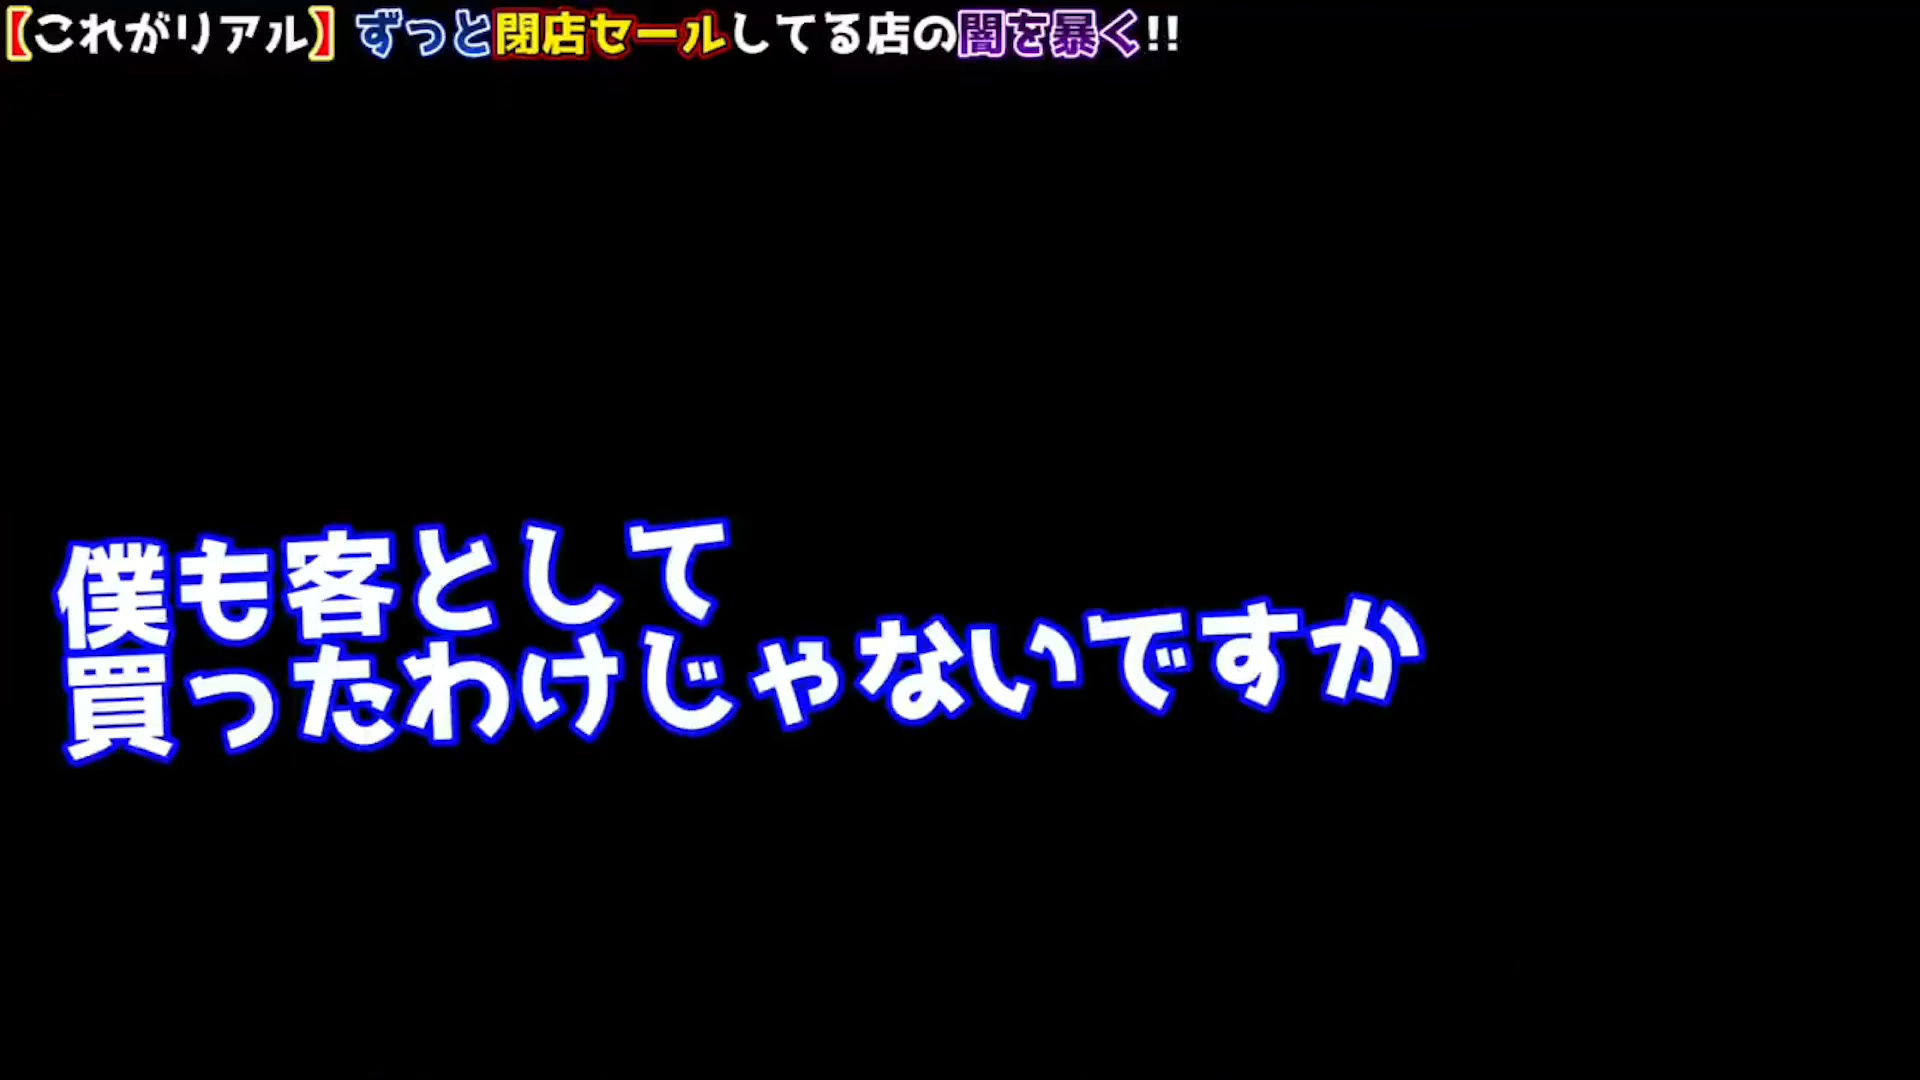 【これがリアル】ずっと閉店セールしてる店の闇を暴く!!
僕も客として
買ったわけじゃないですか